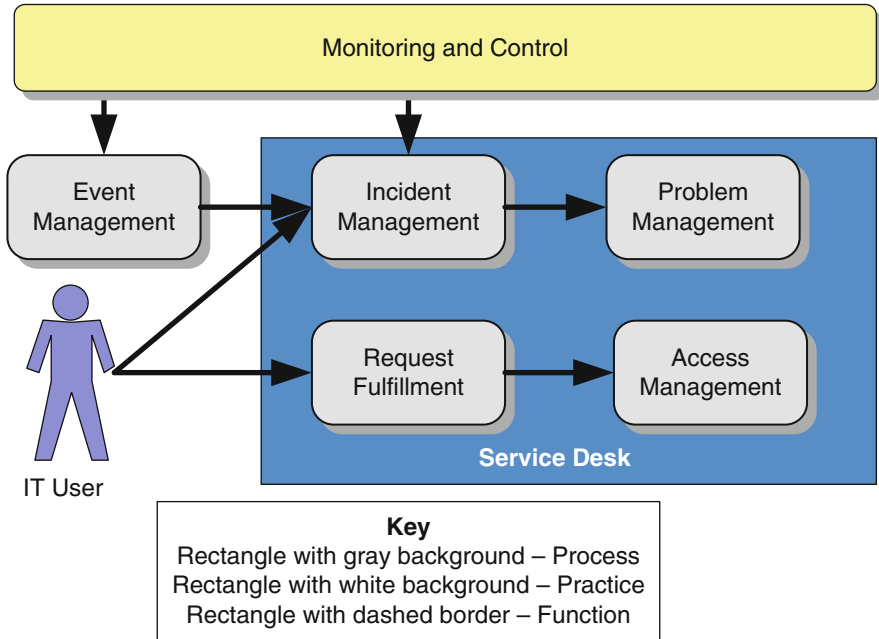 Monitoring and Control
Event
Management
Incident
Management
Problem
Management
Request
Fulfillment
Access
Management
Service Desk
IT User
Key
Rectangle with gray background – Process
Rectangle with white background – Practice
Rectangle with dashed border – Function